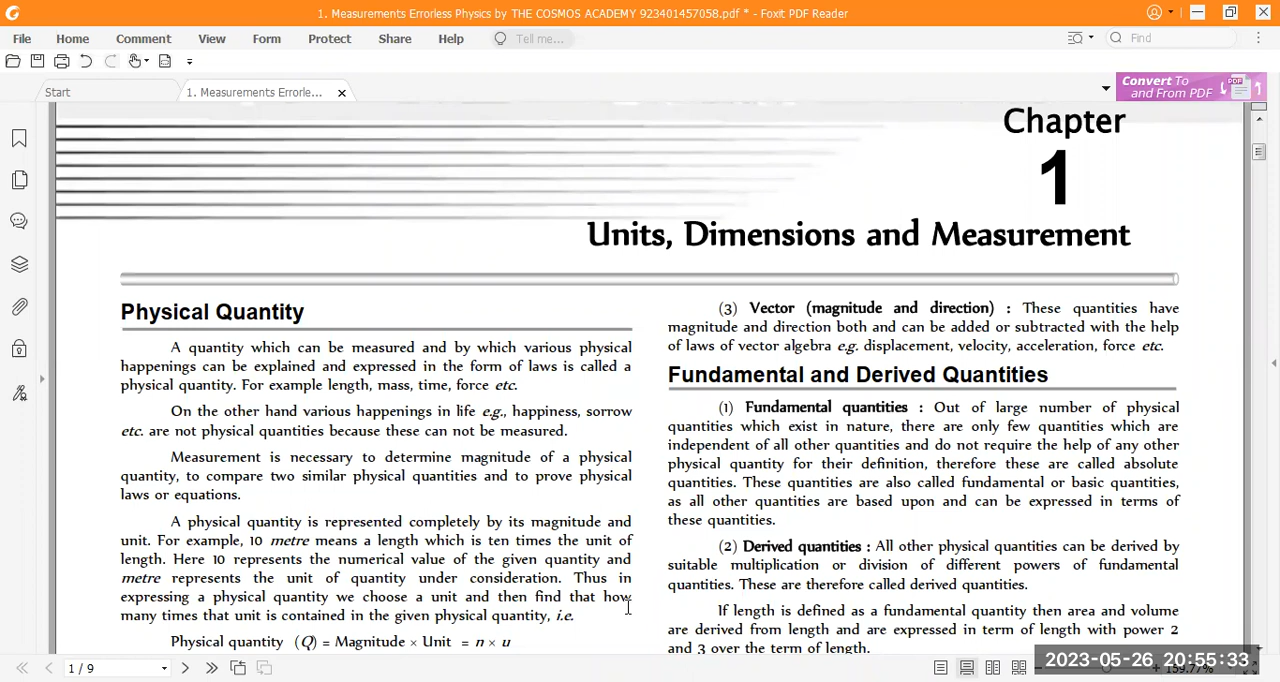 1. Measurements Errorless Physics by THE COSMOS ACADEMY 923401457058.pdf * - Foxit PDF Reader
File Home Comment View Form Protect Share Help Tell me... Find
Start
1. Measurements Errorle...
Convert To
and From PDF
PDF
Chapter
1
Units, Dimensions and Measurement
Physical Quantity
A quantity which can be measured and by which various physical
happenings can be explained and expressed in the form of laws is called a
physical quantity. For example length, mass, time, force etc.
On the other hand various happenings in life e.g., happiness, sorrow
etc. are not physical quantities because these can not be measured.
Measurement is necessary to determine magnitude of a physical
quantity, to compare two similar physical quantities and to prove physical
laws or equations.
A physical quantity is represented completely by its magnitude and
unit. For example, 10 metre means a length which is ten times the unit of
length. Here 10 represents the numerical value of the given quantity and
metre represents the unit of quantity under consideration. Thus in
expressing a physical quantity we choose a unit and then find that how
many times that unit is contained in the given physical quantity, i.e.
Physical quantity (Q) = Magnitude × Unit = n × u
(3) Vector (magnitude and direction) : These quantities have
magnitude and direction both and can be added or subtracted with the help
of laws of vector algebra e.g. displacement, velocity, acceleration, force etc.
Fundamental and Derived Quantities
(1) Fundamental quantities : Out of large number of physical
quantities which exist in nature, there are only few quantities which are
independent of all other quantities and do not require the help of any other
physical quantity for their definition, therefore these are called absolute
quantities. These quantities are also called fundamental or basic quantities,
as all other quantities are based upon and can be expressed in terms of
these quantities.
(2) Derived quantities : All other physical quantities can be derived by
suitable multiplication or division of different powers of fundamental
quantities. These are therefore called derived quantities.
If length is defined as a fundamental quantity then area and volume
are derived from length and are expressed in term of length with power 2
and 3 over the term of length.
1 / 9
2023-05-26 20:55:33